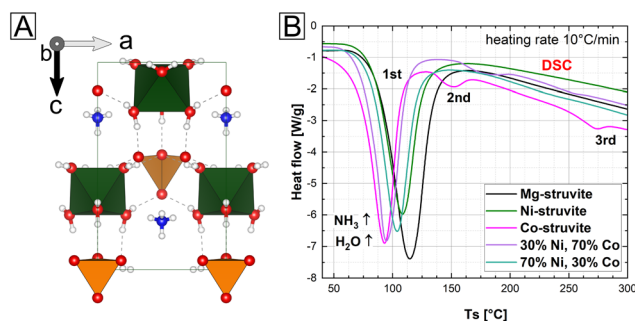 A
b
a
c
B
heating rate 10°C/min
DSC
1st
2nd
3rd
NH₃ ↑
H₂O ↑
Mg-struvite
Ni-struvite
Co-struvite
30% Ni, 70% Co
70% Ni, 30% Co
Heat flow [W/g]
0
-1
-2
-3
-4
-5
-6
-7
-8
50 100 150 200 250 300
Ts [°C]